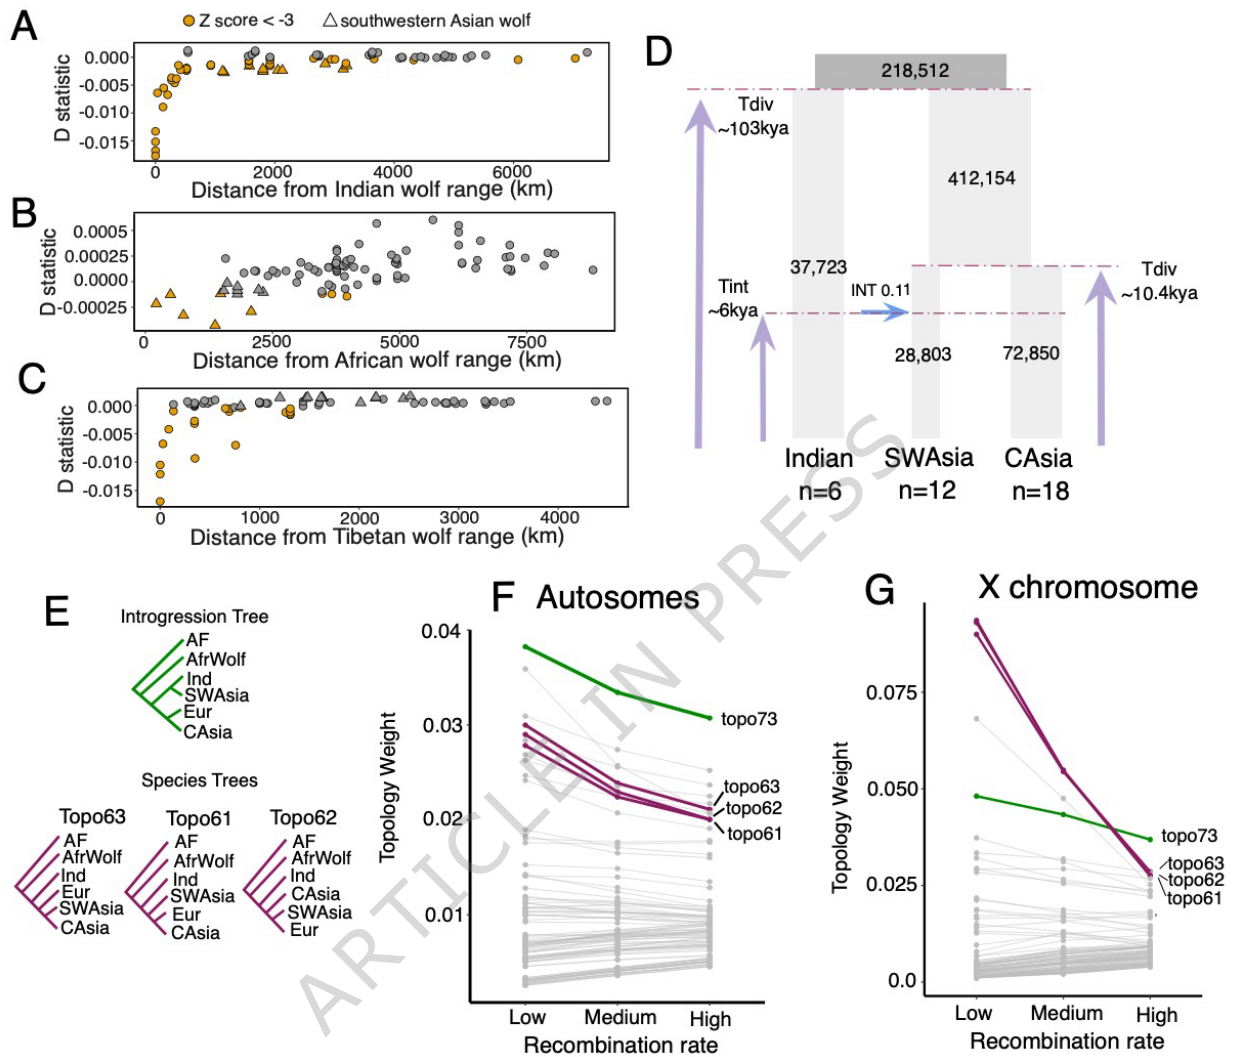 A
Z score < -3
southwestern Asian wolf
D statistic
0.000
-0.005
-0.010
-0.015
0
2000
4000
6000
Distance from Indian wolf range (km)
B
D statistic
0.0005
0.00025
0.0000
-0.00025
0
2500
5000
7500
Distance from African wolf range (km)
C
D statistic
0.000
-0.005
-0.010
-0.015
0
1000
2000
3000
4000
Distance from Tibetan wolf range (km)
D
218,512
Tdiv
~103kya
412,154
37,723
Tint
~6kya
INT 0.11
Tdiv
~10.4kya
28,803
72,850
Indian
n=6
SWAsia
n=12
CAsia
n=18
E
Introgression Tree
AF
AfrWolf
Ind
SWAsia
Eur
CAsia
Species Trees
Topo63
AF
AfrWolf
Ind
Eur
SWAsia
CAsia
Topo61
AF
AfrWolf
Ind
SWAsia
Eur
CAsia
Topo62
AF
AfrWolf
Ind
CAsia
SWAsia
Eur
F
Autosomes
Topology Weight
0.04
0.03
0.02
0.01
topo73
topo63
topo62
topo61
Low
Medium
High
Recombination rate
G
X chromosome
Topology Weight
0.075
0.050
0.025
0.0
topo73
topo63
topo62
topo61
Low
Medium
High
Recombination rate
ARTICLE IN PRESS